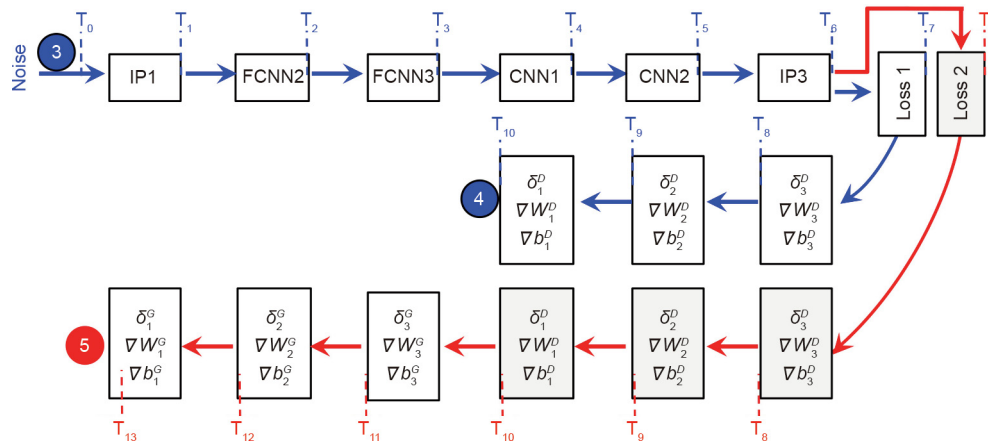 T0 T1 T2 T3 T4 T5 T6 T7 T
Noise 3 IP1 FCNN2 FCNN3 CNN1 CNN2 IP3 Loss 1 Loss 2
T10 T9 T8
4
δ₁ᴰ δ₂ᴰ δ₃ᴰ
∇W₁ᴰ ∇W₂ᴰ ∇W₃ᴰ
∇b₁ᴰ ∇b₂ᴰ ∇b₃ᴰ
5
δ₁ᴳ δ₂ᴳ δ₃ᴳ δ₁ᴰ δ₂ᴰ δ₃ᴰ
∇W₁ᴳ ∇W₂ᴳ ∇W₃ᴳ ∇W₁ᴰ ∇W₂ᴰ ∇W₃ᴰ
∇b₁ᴳ ∇b₂ᴳ ∇b₃ᴳ ∇b₁ᴰ ∇b₂ᴰ ∇b₃ᴰ
T13 T12 T11 T10 T9 T8